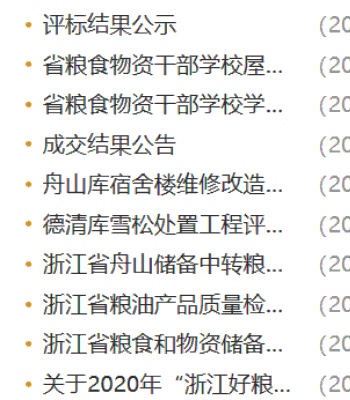 • 评标结果公示 (20
• 省粮食物资干部学校屋... (20
• 省粮食物资干部学校学... (20
• 成交结果公告 (20
• 舟山库宿舍楼维修改造... (20
• 德清库雪松处置工程评... (20
• 浙江省舟山储备中转粮... (20
• 浙江省粮油产品质量检... (20
• 浙江省粮食和物资储备... (20
• 关于2020年“浙江好粮... (20